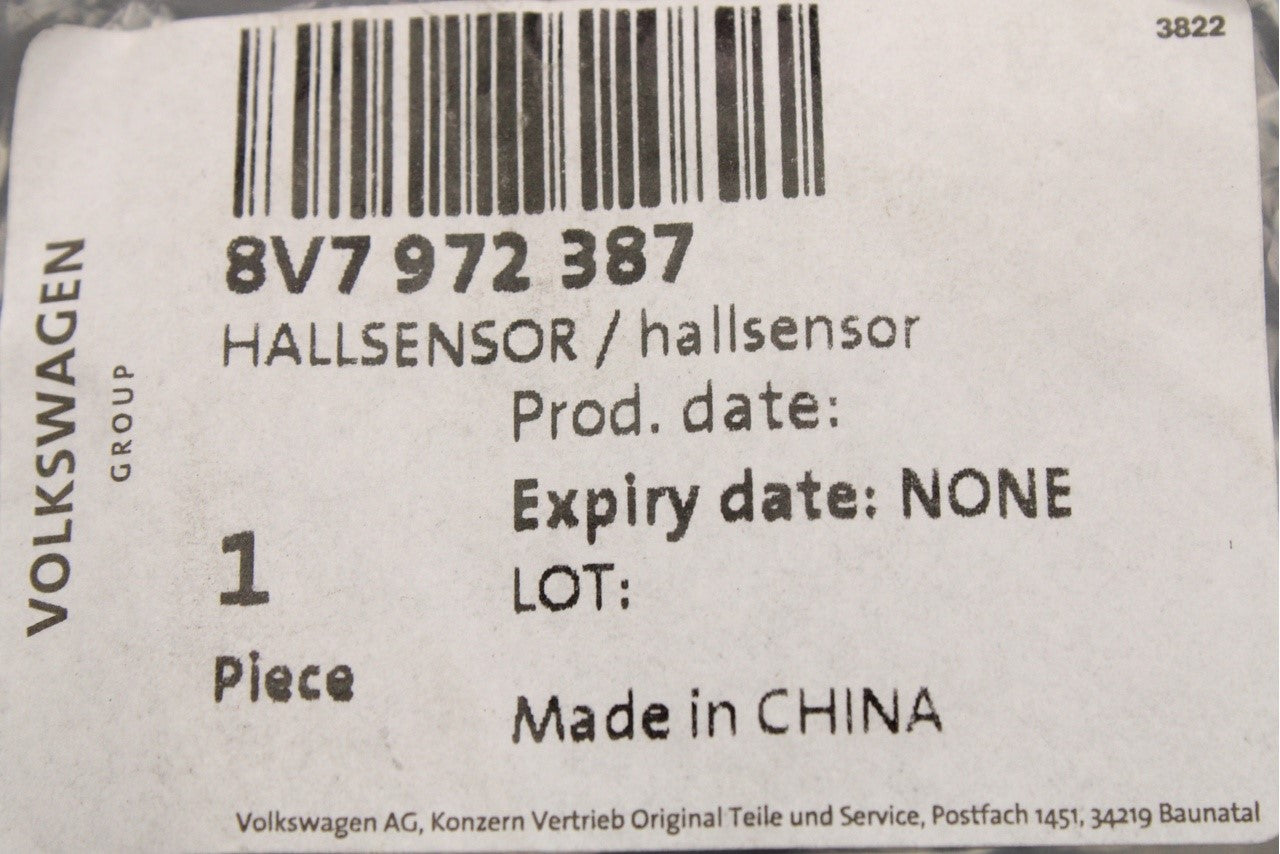 3822
8V7 972 387
HALLSENSOR / hallsensor
Prod. date:
Expiry date: NONE
LOT:
1
Piece
Made in CHINA
VOLKSWAGEN
GROUP
Volkswagen AG, Konzern Vertrieb Original Teile und Service, Postfach 1451, 34219 Baunatal